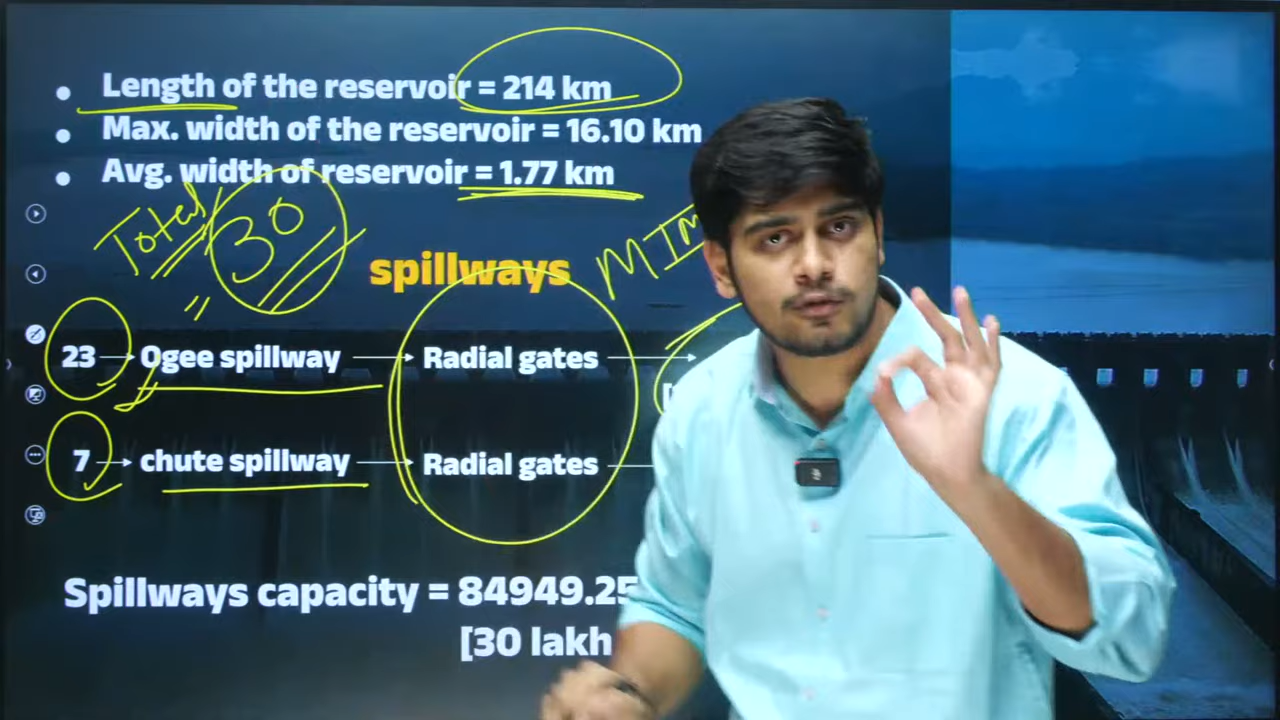 • Length of the reservoir = 214 km
• Max. width of the reservoir = 16.10 km
• Avg. width of reservoir = 1.77 km
Total 30
spillways
23 → Ogee spillway → Radial gates →
7 → chute spillway → Radial gates
Spillways capacity = 84949.25
[30 lakh